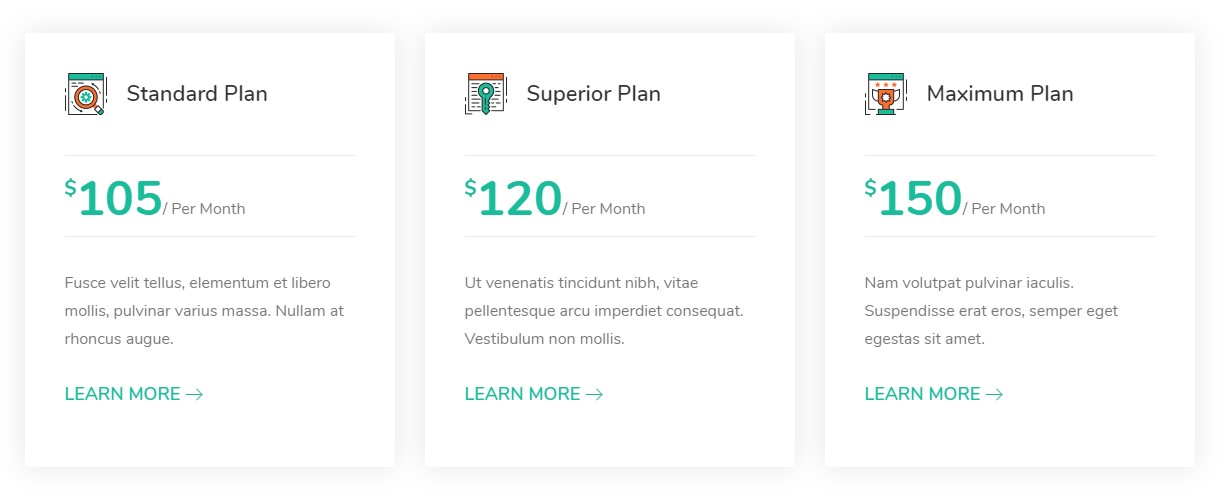 Standard Plan
$105/ Per Month
Fusce velit tellus, elementum et libero
mollis, pulvinar varius massa. Nullam at
rhoncus augue.
LEARN MORE
Superior Plan
$120/ Per Month
Ut venenatis tincidunt nibh, vitae
pellentesque arcu imperdiet consequat.
Vestibulum non mollis.
LEARN MORE
Maximum Plan
$150/ Per Month
Nam volutpat pulvinar iaculis.
Suspendisse erat eros, semper eget
egestas sit amet.
LEARN MORE